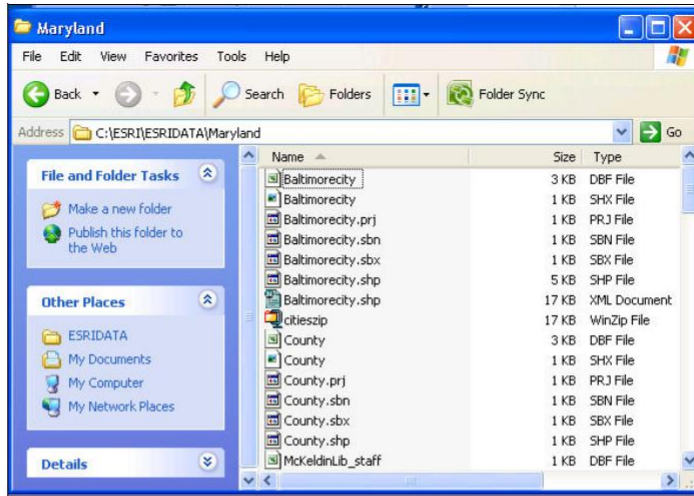 Maryland
File Edit View Favorites Tools Help
Back Search Folders Folder Sync
Address C:\ESRI\ESRIDATA\Maryland Go
File and Folder Tasks
Make a new folder
Publish this folder to
the Web
Other Places
ESRIDATA
My Documents
My Computer
My Network Places
Details
Name Size Type
Baltimorecity 3 KB DBF File
Baltimorecity 1 KB SHX File
Baltimorecity.prj 1 KB PRJ File
Baltimorecity.sbn 1 KB SBN File
Baltimorecity.sbx 1 KB SBX File
Baltimorecity.shp 5 KB SHP File
Baltimorecity.shp 17 KB XML Document
citieszip 17 KB WinZip File
County 3 KB DBF File
County 1 KB SHX File
County.prj 1 KB PRJ File
County.sbn 1 KB SBN File
County.sbx 1 KB SBX File
County.shp 1 KB SHP File
McKeldinLib_staff 1 KB DBF File